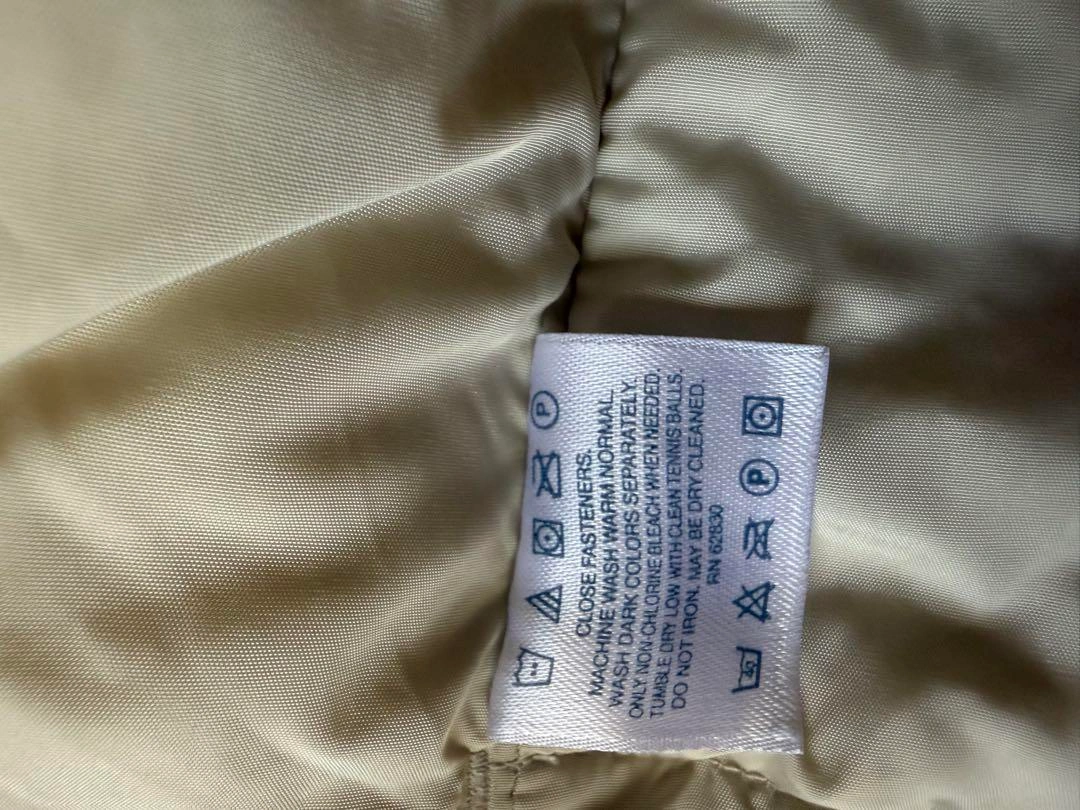 P
CLOSE FASTENERS.
MACHINE WASH WARM NORMAL.
WASH DARK COLORS SEPARATELY.
ONLY NON-CHLORINE BLEACH WHEN NEEDED.
TUMBLE DRY LOW WITH CLEAN TENNIS BALLS.
DO NOT IRON. MAY BE DRY CLEANED.
RN 62830
40 P